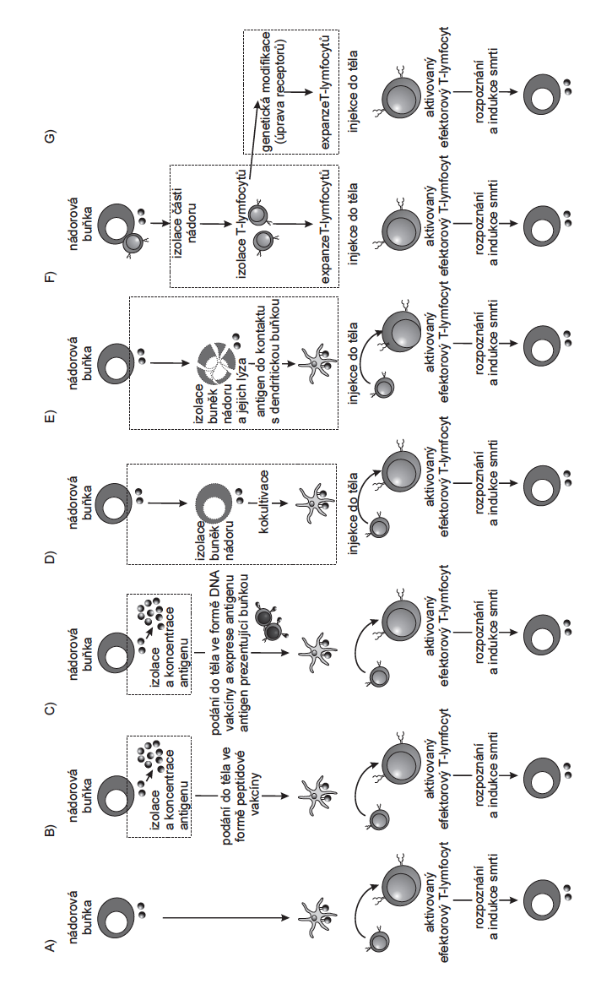 A)
nádorová
buňka
aktivovaný
efektorový T-lymfocyt
rozpoznání
a indukce smrti
B)
nádorová
buňka
izolace
a koncentrace
antigenu
podání do těla ve
formě peptidové
vakcíny
aktivovaný
efektorový T-lymfocyt
rozpoznání
a indukce smrti
C)
nádorová
buňka
izolace
a koncentrace
antigenu
podání do těla ve formě DNA
vakcíny a exprese antigenu
antigen prezentující buňkou
aktivovaný
efektorový T-lymfocyt
rozpoznání
a indukce smrti
D)
nádorová
buňka
izolace
buněk
nádoru
kokultivace
injekce do těla
aktivovaný
efektorový T-lymfocyt
rozpoznání
a indukce smrti
E)
nádorová
buňka
izolace
buněk
nádoru
a jejich lýza
antigen do kontaktu
s dendritickou buňkou
injekce do těla
aktivovaný
efektorový T-lymfocyt
rozpoznání
a indukce smrti
F)
nádorová
buňka
izolace části
nádoru
izolace T-lymfocytů
expanzeT-lymfocytů
injekce do těla
aktivovaný
efektorový T-lymfocyt
rozpoznání
a indukce smrti
G)
genetická modifikace
(úprava receptorů)
expanzeT-lymfocytů
injekce do těla
aktivovaný
efektorový T-lymfocyt
rozpoznání
a indukce smrti